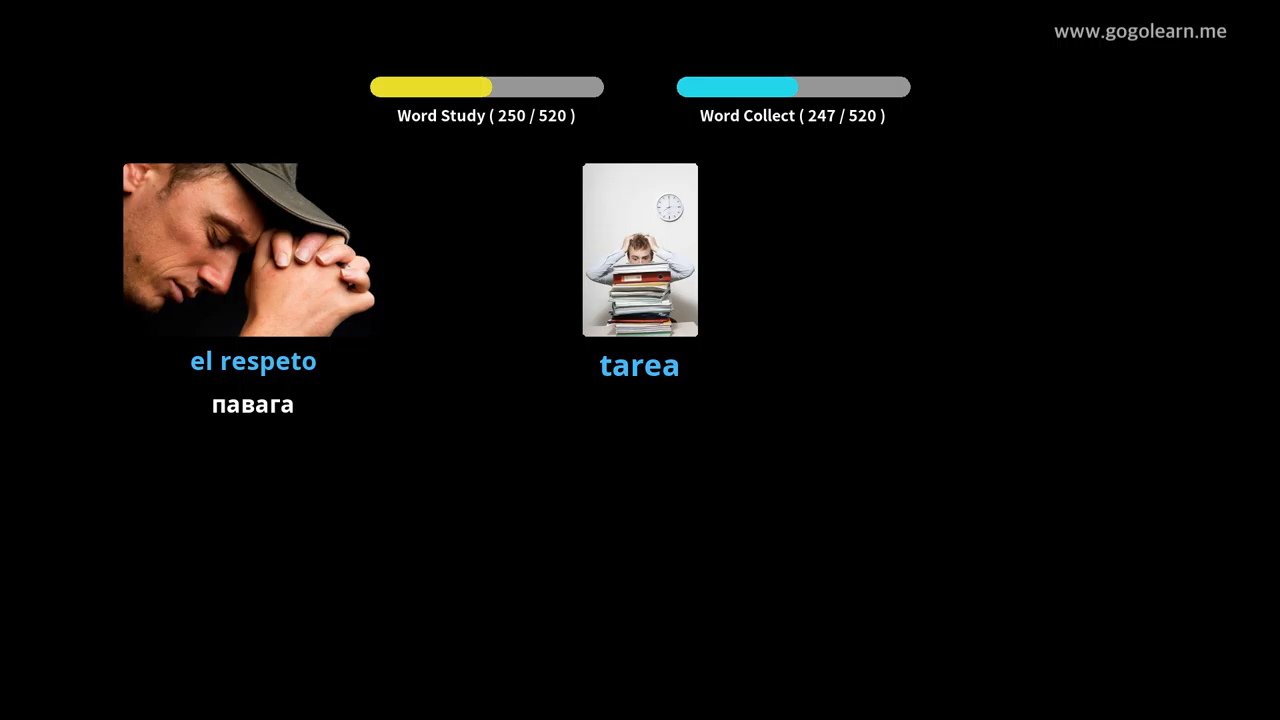 www.gogolearn.me
Word Study ( 250 / 520 )
Word Collect ( 247 / 520 )
el respeto
павага
tarea